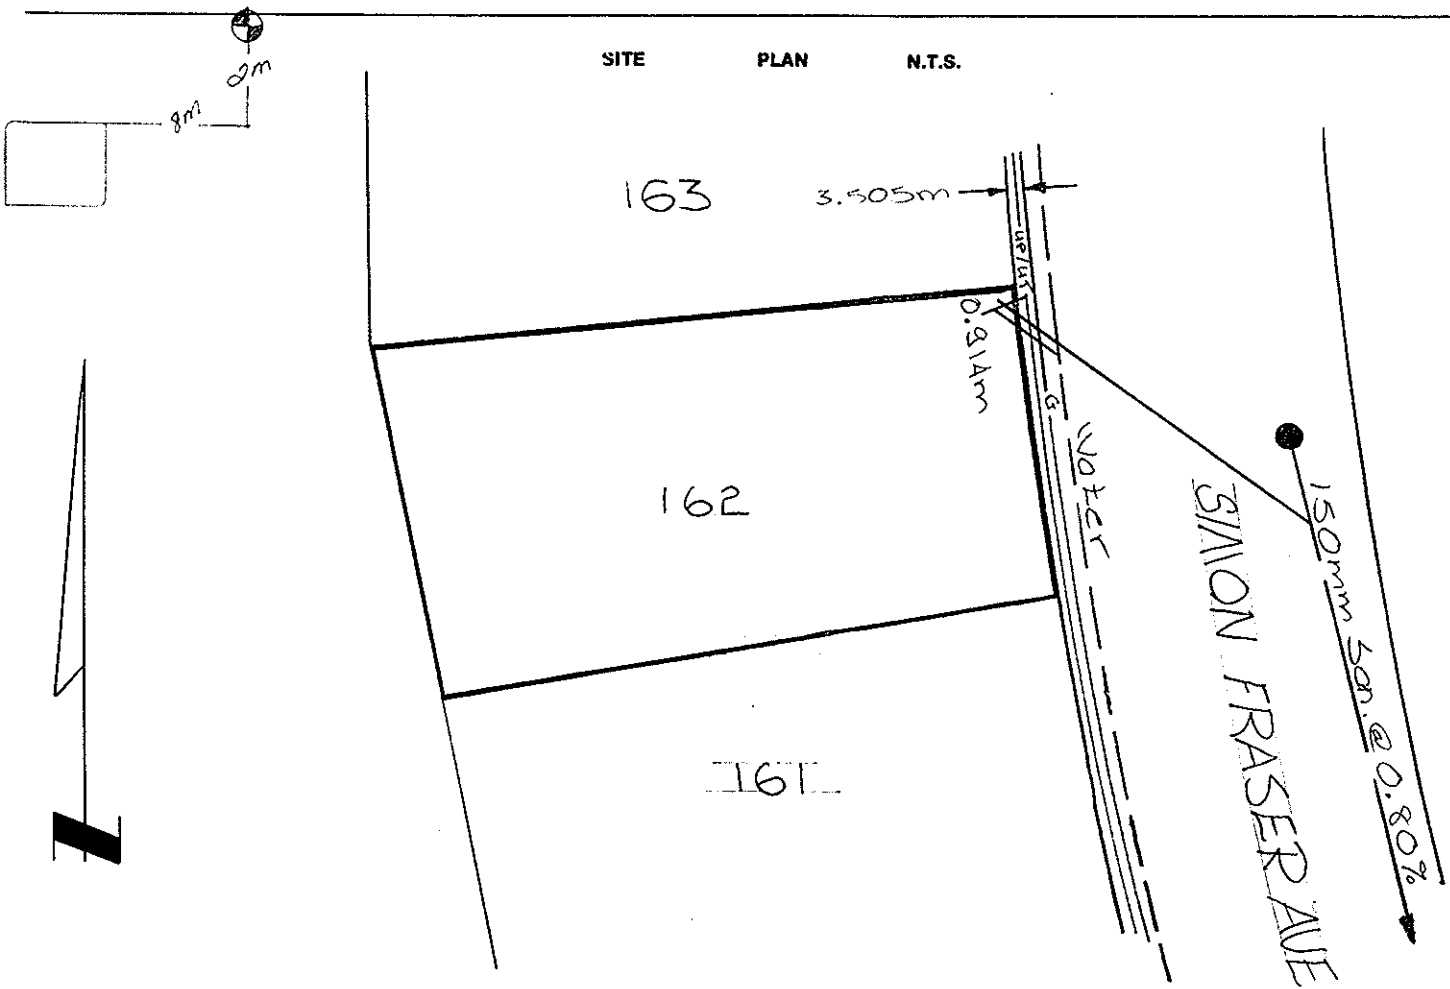 SITE PLAN N.T.S.
2m
8m
163
3.505m
UP/UT
0.914m
G
Water
162
150mm San. @ 0.80%
SIMON FRASER AVE
161